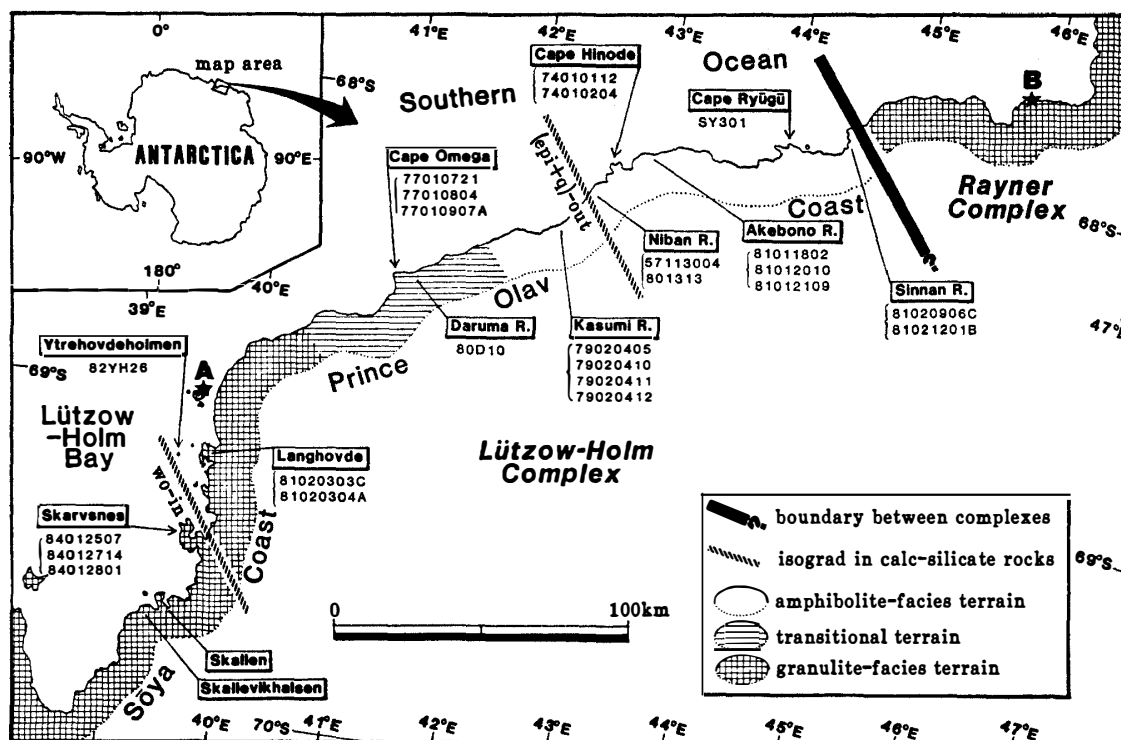 41°E
42°E
43°E
44°E
45°E
46°E
0°
map area
68°S
90°W
ANTARCTICA
90°E
180°
40°E
39°E
Southern
Ocean
Cape Hinode
74010112
74010204
Cape Ryūgū
SY301
B
Rayner
Complex
68°S
Cape Omega
77010721
77010804
77010907A
(epi+q)-out
Coast
Niban R.
57113004
801313
Akebono R.
81011802
81012010
81012109
?
Sinnan R.
81020906C
81021201B
47°E
Olav
Daruma R.
80D10
Kasumi R.
79020405
79020410
79020411
79020412
Prince
Ytrehovdeholmen
82YH26
69°S
A
Lützow
-Holm
Bay
Lützow-Holm
Complex
Langhovde
81020303C
81020304A
wo-in
Skarvsnes
84012507
84012714
84012801
Coast
0
100km
Skallen
Skallevikhalsen
Sōya
?
boundary between complexes
isograd in calc-silicate rocks
amphibolite-facies terrain
transitional terrain
granulite-facies terrain
69°S
40°E
70°S
41°E
42°E
43°E
44°E
45°E
46°E
47°E